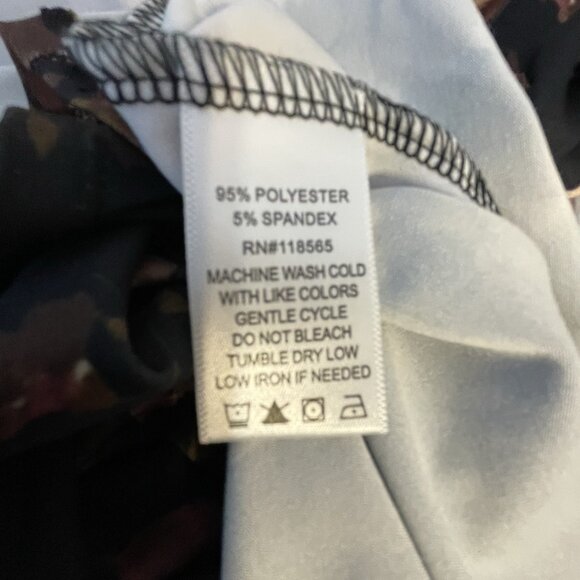 95% POLYESTER
5% SPANDEX
RN#118565
MACHINE WASH COLD
WITH LIKE COLORS
GENTLE CYCLE
DO NOT BLEACH
TUMBLE DRY LOW
LOW IRON IF NEEDED